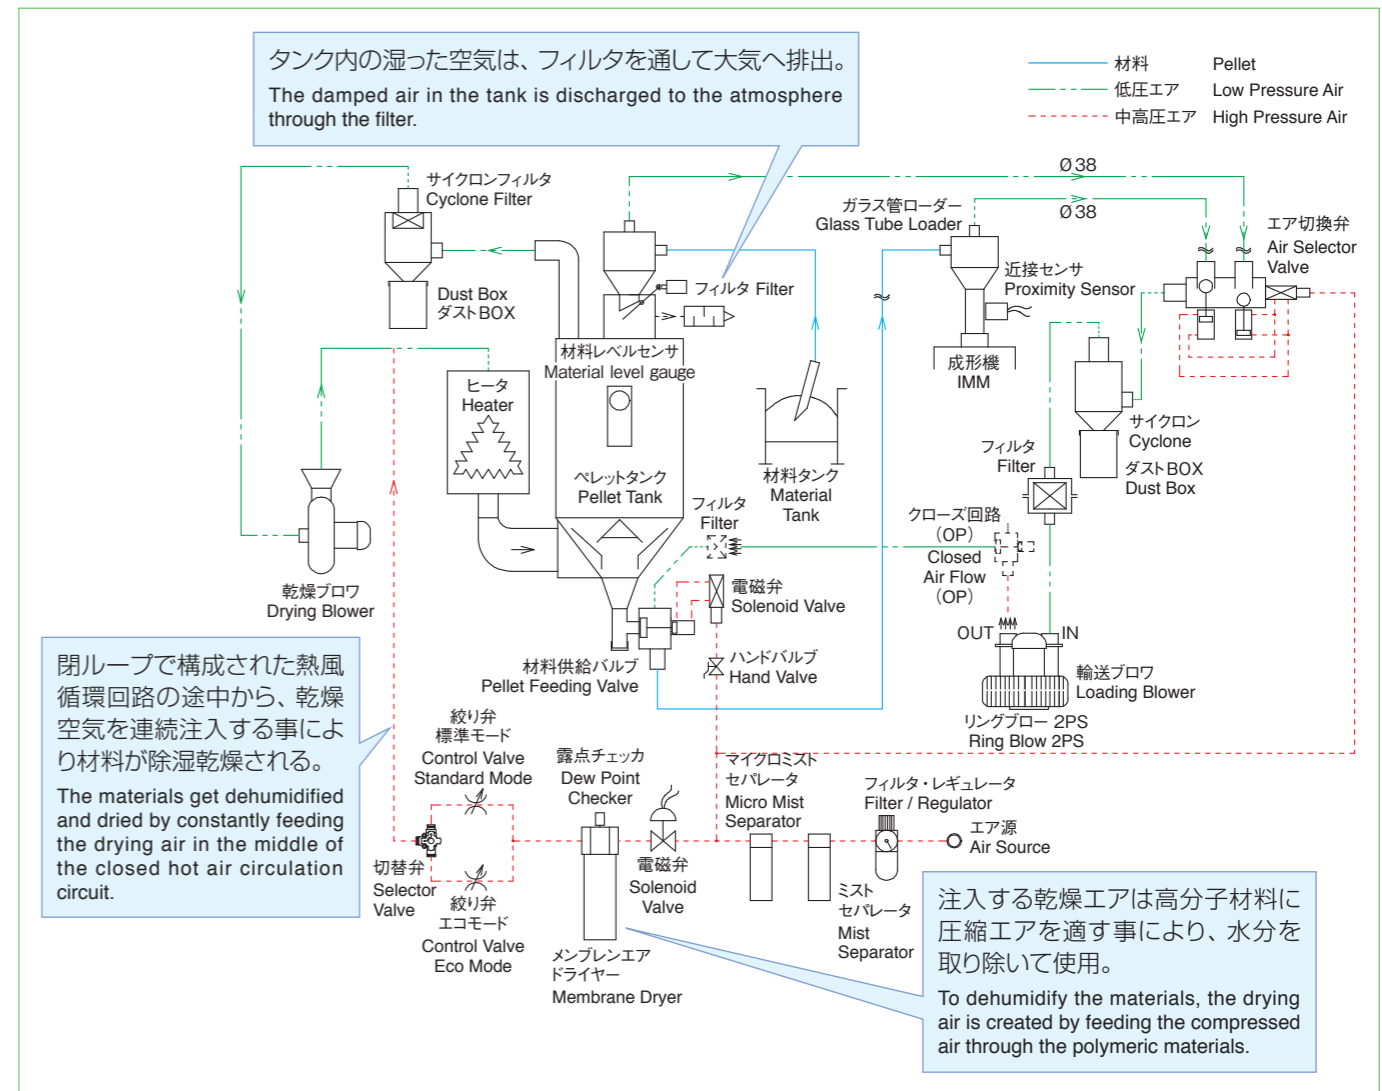 タンク内の湿った空気は、フィルタを通して大気へ排出。
The damped air in the tank is discharged to the atmosphere
through the filter.
材料 Pellet
低圧エア Low Pressure Air
中高圧エア High Pressure Air
サイクロンフィルタ
Cyclone Filter
Dust Box
ダストBOX
フィルタ Filter
ガラス管ローダー
Glass Tube Loader
Ø38
Ø38
エア切換弁
Air Selector
Valve
近接センサ
Proximity Sensor
成形機
IMM
材料レベルセンサ
Material level gauge
ヒータ
Heater
ペレットタンク
Pellet Tank
材料タンク
Material
Tank
サイクロン
Cyclone
ダストBOX
Dust Box
フィルタ
Filter
フィルタ
Filter
クローズ回路
(OP)
Closed
Air Flow
(OP)
乾燥ブロワ
Drying Blower
電磁弁
Solenoid Valve
OUT
IN
輸送ブロワ
Loading Blower
リングブロー 2PS
Ring Blow 2PS
材料供給バルブ
Pellet Feeding Valve
ハンドバルブ
Hand Valve
閉ループで構成された熱風
循環回路の途中から、乾燥
空気を連続注入する事によ
り材料が除湿乾燥される。
The materials get dehumidified
and dried by constantly feeding
the drying air in the middle of
the closed hot air circulation
circuit.
絞り弁
標準モード
Control Valve
Standard Mode
露点チェッカ
Dew Point
Checker
マイクロミスト
セパレータ
Micro Mist
Separator
フィルタ・レギュレータ
Filter / Regulator
エア源
Air Source
切替弁
Selector
Valve
絞り弁
エコモード
Control Valve
Eco Mode
電磁弁
Solenoid
Valve
ミスト
セパレータ
Mist
Separator
メンブレンエア
ドライヤー
Membrane Dryer
注入する乾燥エアは高分子材料に
圧縮エアを適す事により、水分を
取り除いて使用。
To dehumidify the materials, the drying
air is created by feeding the compressed
air through the polymeric materials.